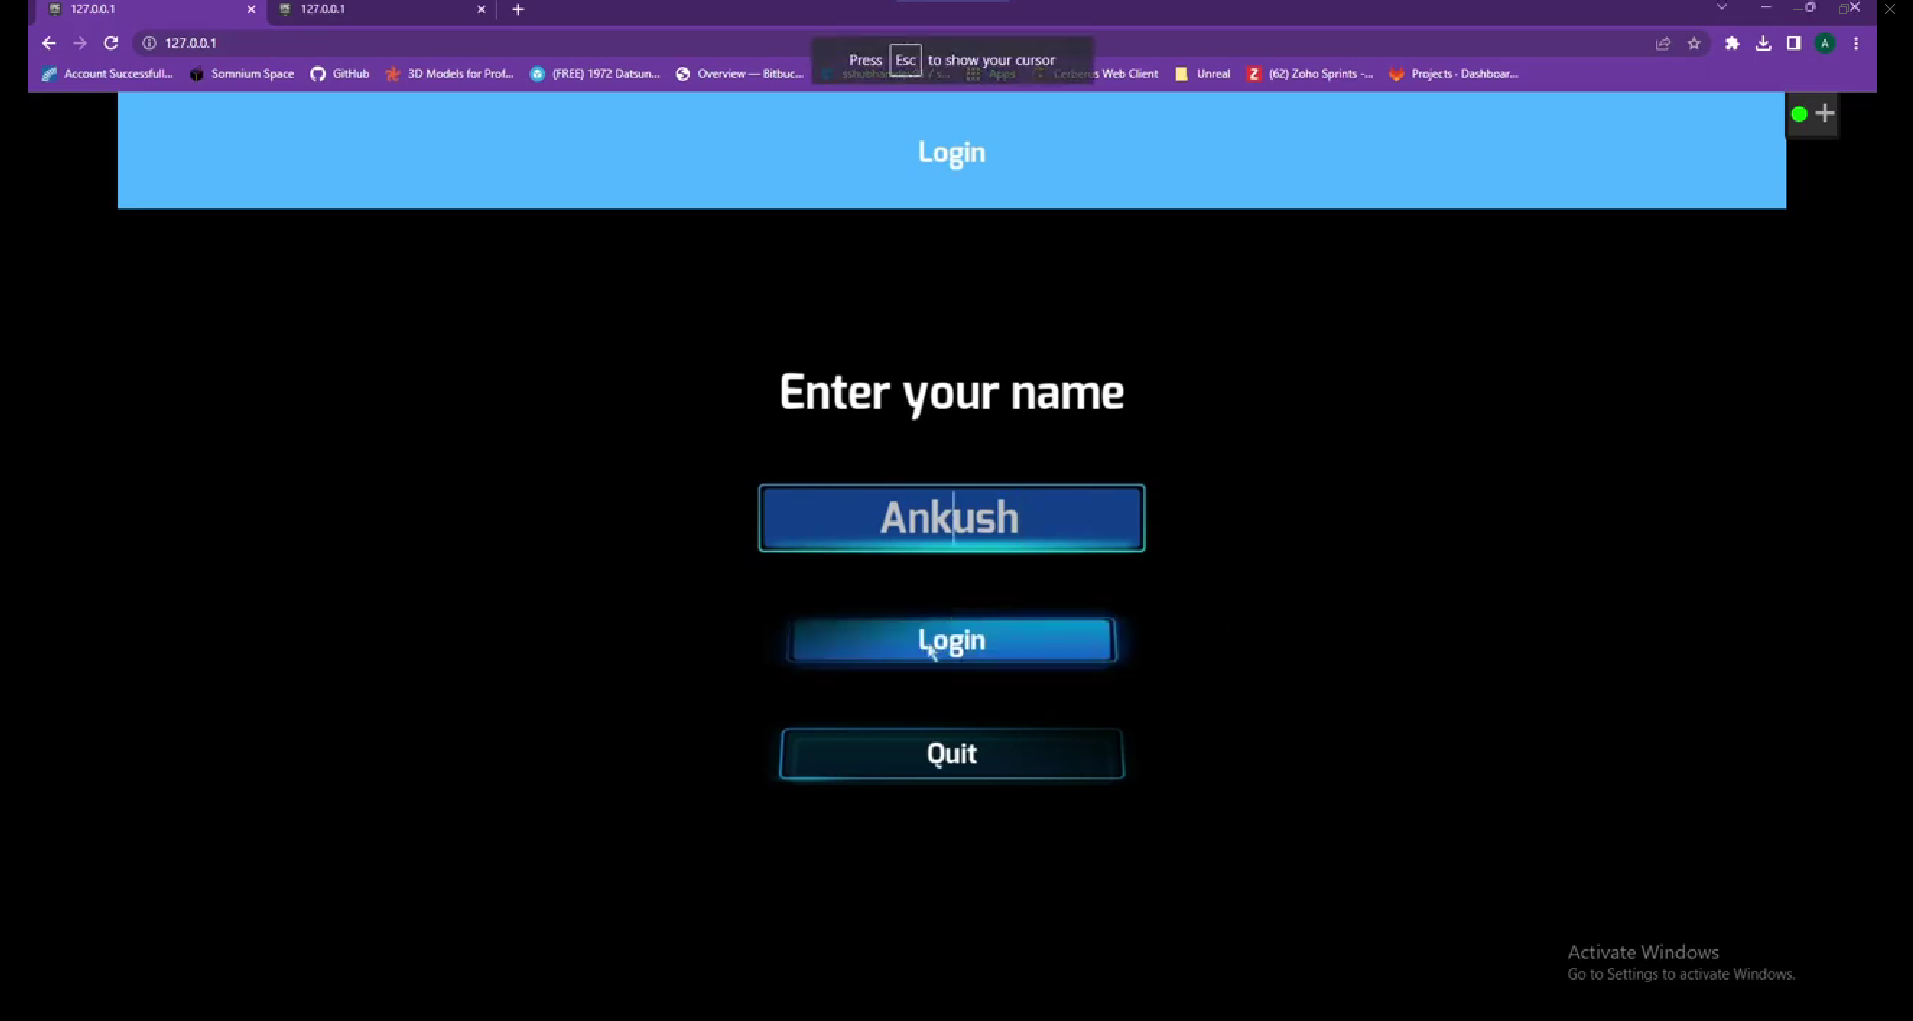 127.0.0.1
127.0.0.1
127.0.0.1
Press Esc to show your cursor
Account Successfull...
Somnium Space
GitHub
3D Models for Prof...
(FREE) 1972 Datsun...
Overview — Bitbuc...
Apps
Cerberus Web Client
Unreal
(62) Zoho Sprints -...
Projects - Dashboar...
A
Login
Enter your name
Ankush
Login
Quit
Activate Windows
Go to Settings to activate Windows.